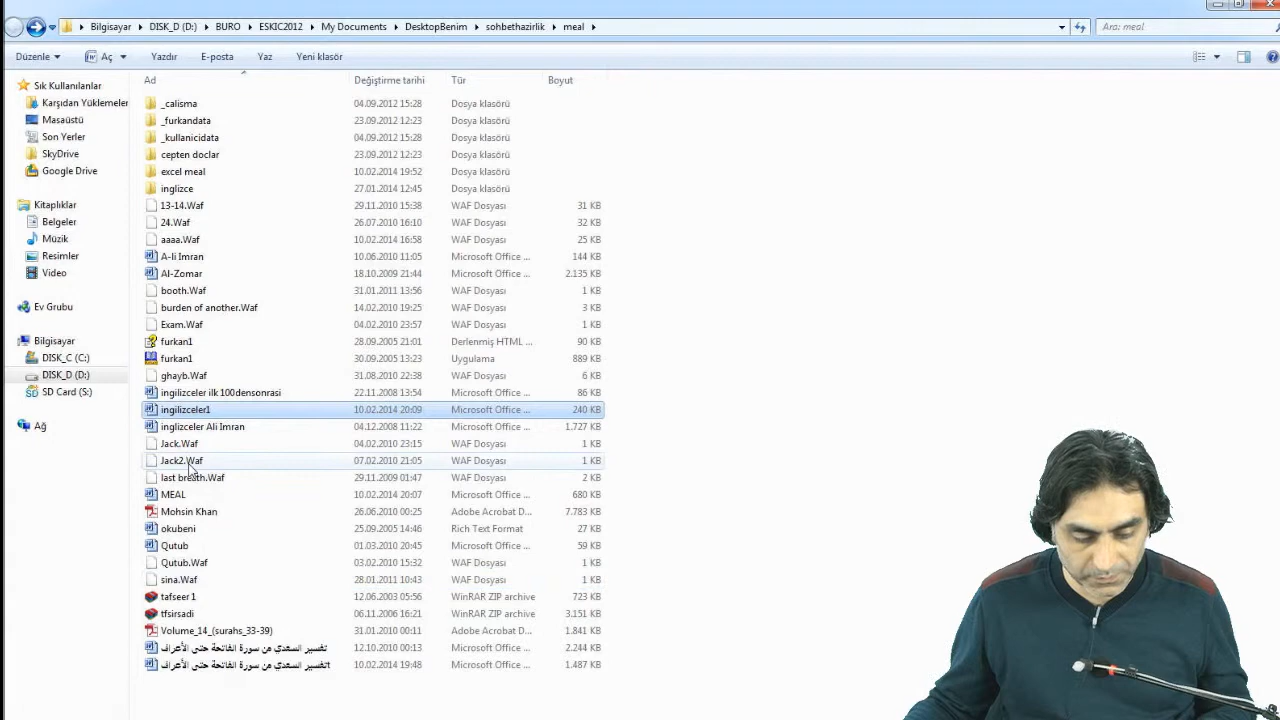 Bilgisayar DISK_D (D:) BURO ESKIC2012 My Documents DesktopBenim sohbethazirlik meal
Ara: meal
Düzenle Aç Yazdır E-posta Yaz Yeni klasör
Ad Değiştirme tarihi Tür Boyut
Sık Kullanılanlar
Karşıdan Yüklemeler
Masaüstü
Son Yerler
SkyDrive
Google Drive
Kitaplıklar
Belgeler
Müzik
Resimler
Video
Ev Grubu
Bilgisayar
DISK_C (C:)
DISK_D (D:)
SD Card (S:)
Ağ
_calisma 04.09.2012 15:28 Dosya klasörü
_furkandata 23.09.2012 12:23 Dosya klasörü
_kullanicidata 04.09.2012 15:28 Dosya klasörü
cepten doclar 23.09.2012 12:23 Dosya klasörü
excel meal 10.02.2014 19:52 Dosya klasörü
inglizce 27.01.2014 12:45 Dosya klasörü
13-14.Waf 29.11.2010 15:38 WAF Dosyası 31 KB
24.Waf 26.07.2010 16:10 WAF Dosyası 32 KB
aaaa.Waf 10.02.2014 16:58 WAF Dosyası 25 KB
A-li Imran 10.06.2010 11:05 Microsoft Office ... 144 KB
Al-Zomar 18.10.2009 21:44 Microsoft Office ... 2.135 KB
booth.Waf 31.01.2011 13:56 WAF Dosyası 1 KB
burden of another.Waf 14.02.2010 19:25 WAF Dosyası 3 KB
Exam.Waf 04.02.2010 23:57 WAF Dosyası 1 KB
furkan1 28.09.2005 21:01 Derlenmiş HTML ... 90 KB
furkan1 30.09.2005 13:23 Uygulama 889 KB
ghayb.Waf 31.08.2010 22:38 WAF Dosyası 6 KB
ingilizceler ilk 100densonrasi 22.11.2008 13:54 Microsoft Office ... 86 KB
ingilizceler1 10.02.2014 20:09 Microsoft Office ... 240 KB
inglizceler Ali Imran 04.12.2008 11:22 Microsoft Office ... 1.727 KB
Jack.Waf 04.02.2010 23:15 WAF Dosyası 1 KB
Jack2.Waf 07.02.2010 21:05 WAF Dosyası 1 KB
last breath.Waf 29.11.2009 01:47 WAF Dosyası 2 KB
MEAL 10.02.2014 20:07 Microsoft Office ... 680 KB
Mohsin Khan 26.06.2010 00:25 Adobe Acrobat D... 7.783 KB
okubeni 25.09.2005 14:46 Rich Text Format 27 KB
Qutub 01.03.2010 20:45 Microsoft Office ... 59 KB
Qutub.Waf 03.02.2010 15:32 WAF Dosyası 1 KB
sina.Waf 28.01.2011 10:43 WAF Dosyası 1 KB
tafseer 1 12.06.2003 05:56 WinRAR ZIP archive 723 KB
tfsirsadi 06.11.2006 16:21 WinRAR ZIP archive 3.151 KB
Volume_14_(surahs_33-39) 31.01.2010 00:11 Adobe Acrobat D... 1.841 KB
تفسير السعدي من سورة الفاتحة حتى الأعراف 12.10.2010 00:13 Microsoft Office ... 2.244 KB
تفسير السعدي من سورة الفاتحة حتى الأعراف1 10.02.2014 19:48 Microsoft Office ... 1.487 KB